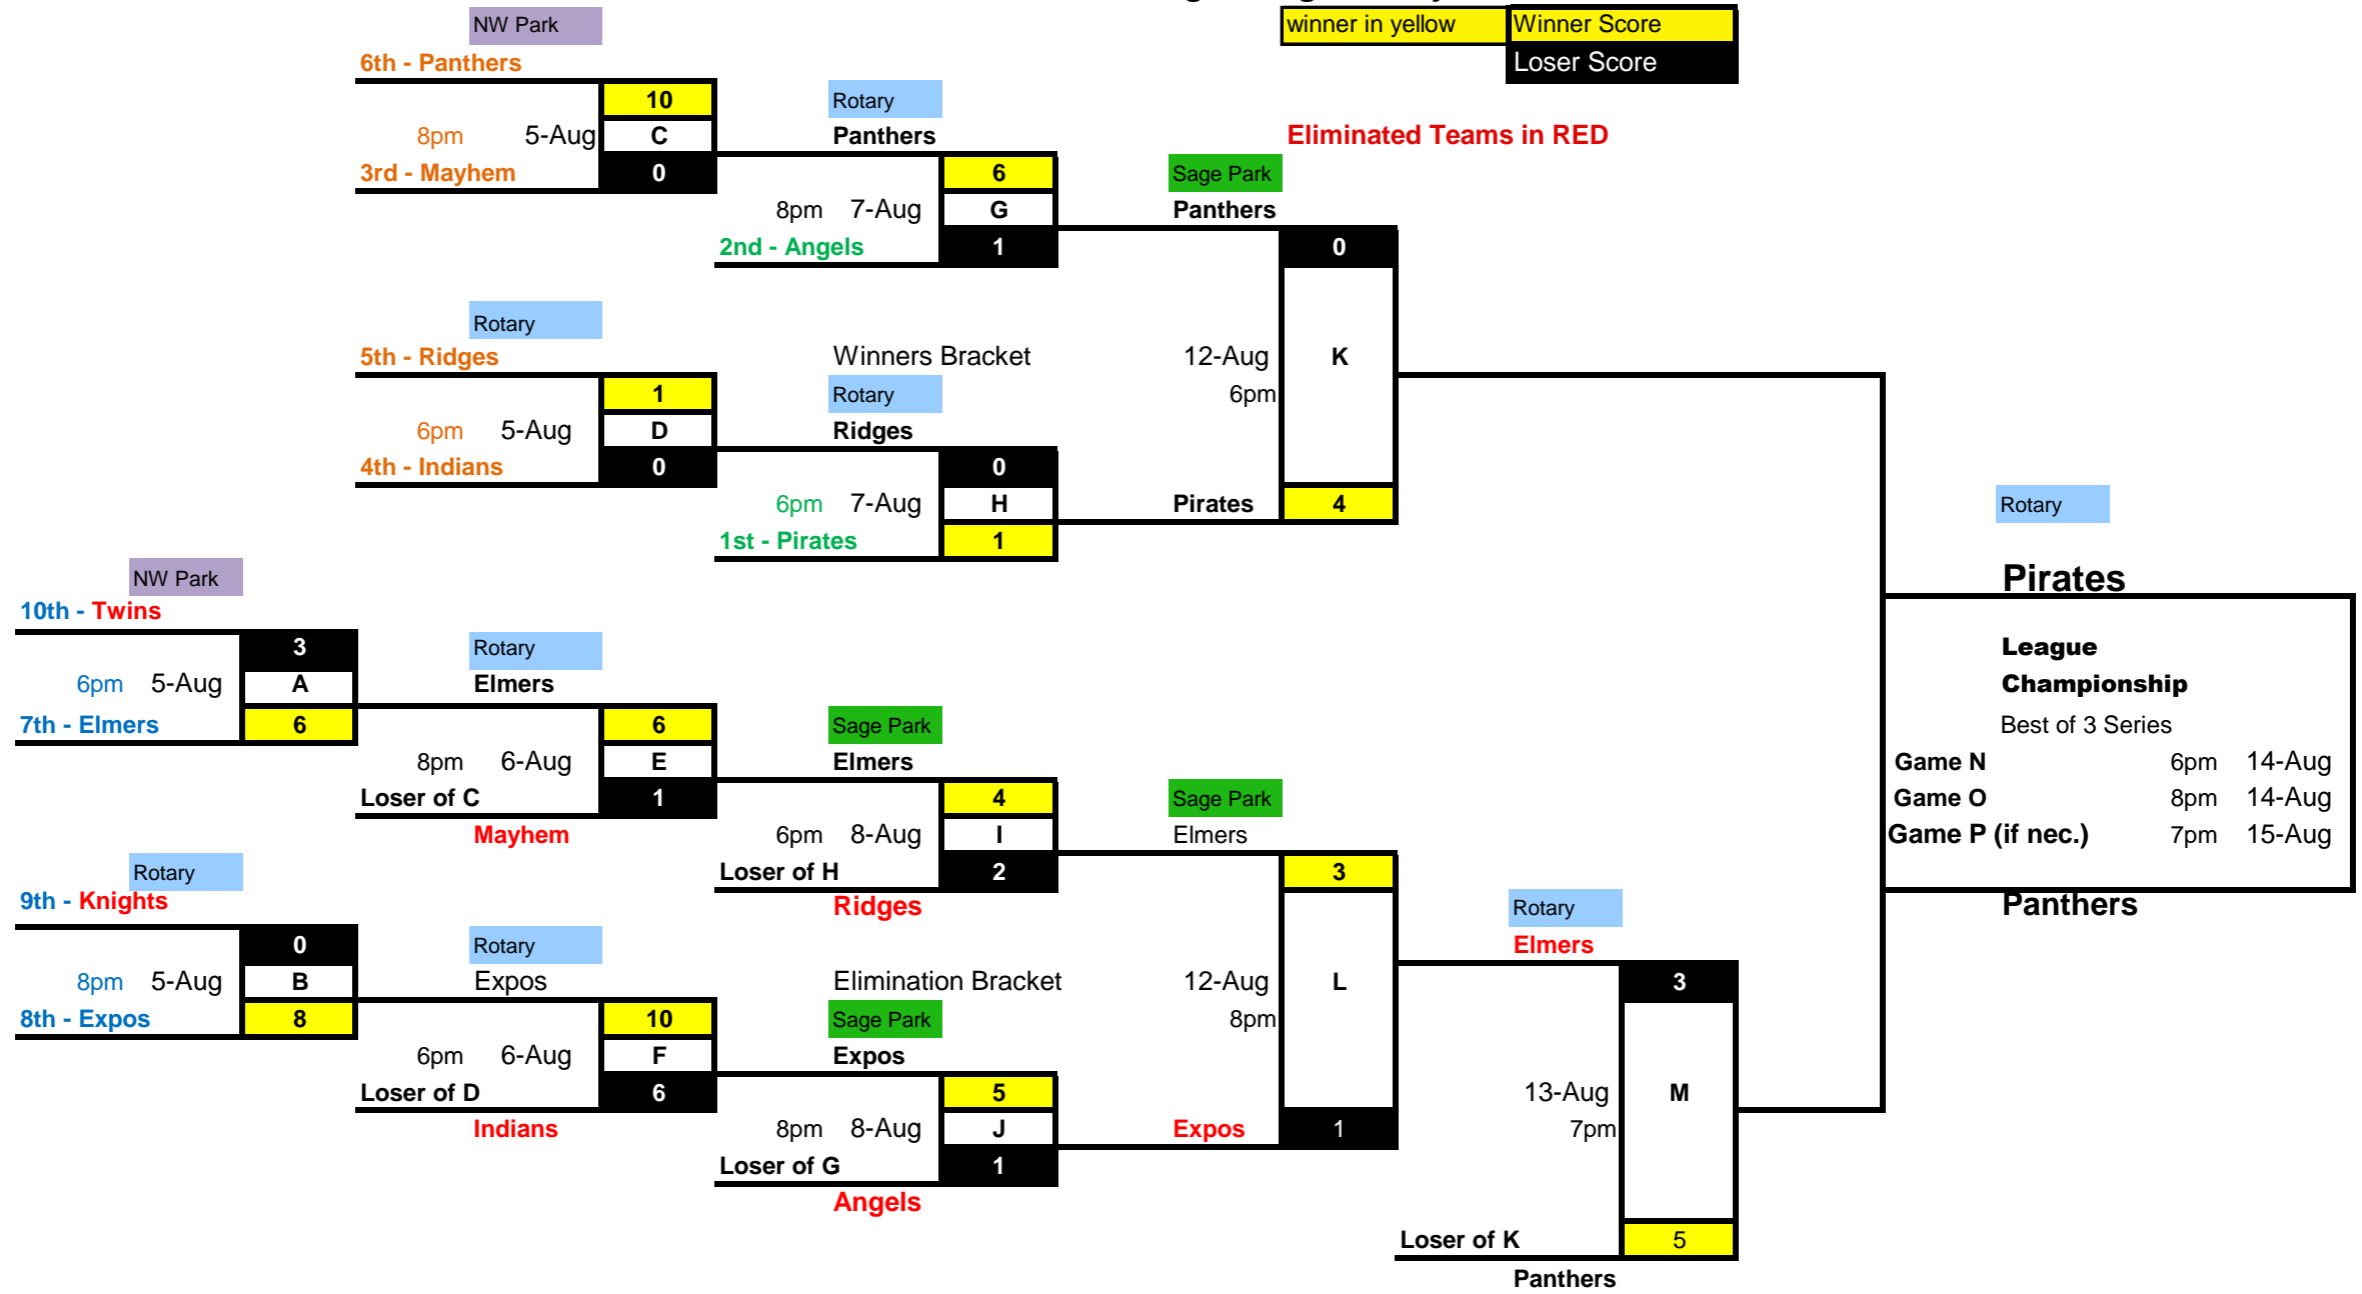 NW Park
winner in yellow Winner Score
6th - Panthers
Loser Score
10
Rotary
8pm 5-Aug C
Panthers
Eliminated Teams in RED
3rd - Mayhem 0
6
Sage Park
8pm 7-Aug G
Panthers
2nd - Angels 1
0
Rotary
5th - Ridges
Winners Bracket
12-Aug K
1
Rotary
6pm
6pm 5-Aug D
Ridges
4th - Indians 0
0
6pm 7-Aug H
Pirates 4
Rotary
1st - Pirates 1
NW Park
Pirates
10th - Twins
3
Rotary
League
6pm 5-Aug A
Elmers
Championship
7th - Elmers 6
6
Sage Park
Best of 3 Series
8pm 6-Aug E
Elmers
Game N 6pm 14-Aug
Loser of C 1
4
Sage Park
Game O 8pm 14-Aug
Mayhem
6pm 8-Aug I
Elmers
Game P (if nec.) 7pm 15-Aug
Rotary
Loser of H 2
3
9th - Knights
Ridges
Rotary
Panthers
0
Rotary
Elmers
8pm 5-Aug B
Expos
Elimination Bracket
12-Aug L
3
8th - Expos 8
10
Sage Park
8pm
6pm 6-Aug F
Expos
Loser of D 6
5
13-Aug M
Indians
8pm 8-Aug J
Expos 1
7pm
Loser of G 1
Angels
Loser of K 5
Panthers